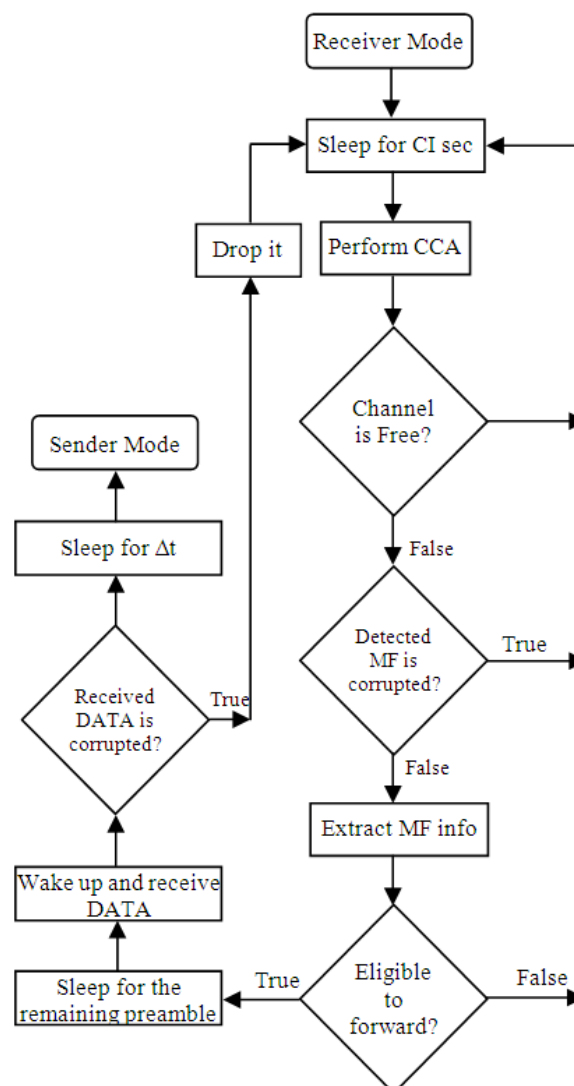 Receiver Mode
Sleep for CI sec
Drop it
Perform CCA
Channel
is Free?
Sender Mode
False
Sleep for Δt
Detected
MF is
corrupted?
True
Received
DATA is
corrupted?
True
False
Extract MF info
Wake up and receive
DATA
Sleep for the
remaining preamble
True
Eligible
to
forward?
False